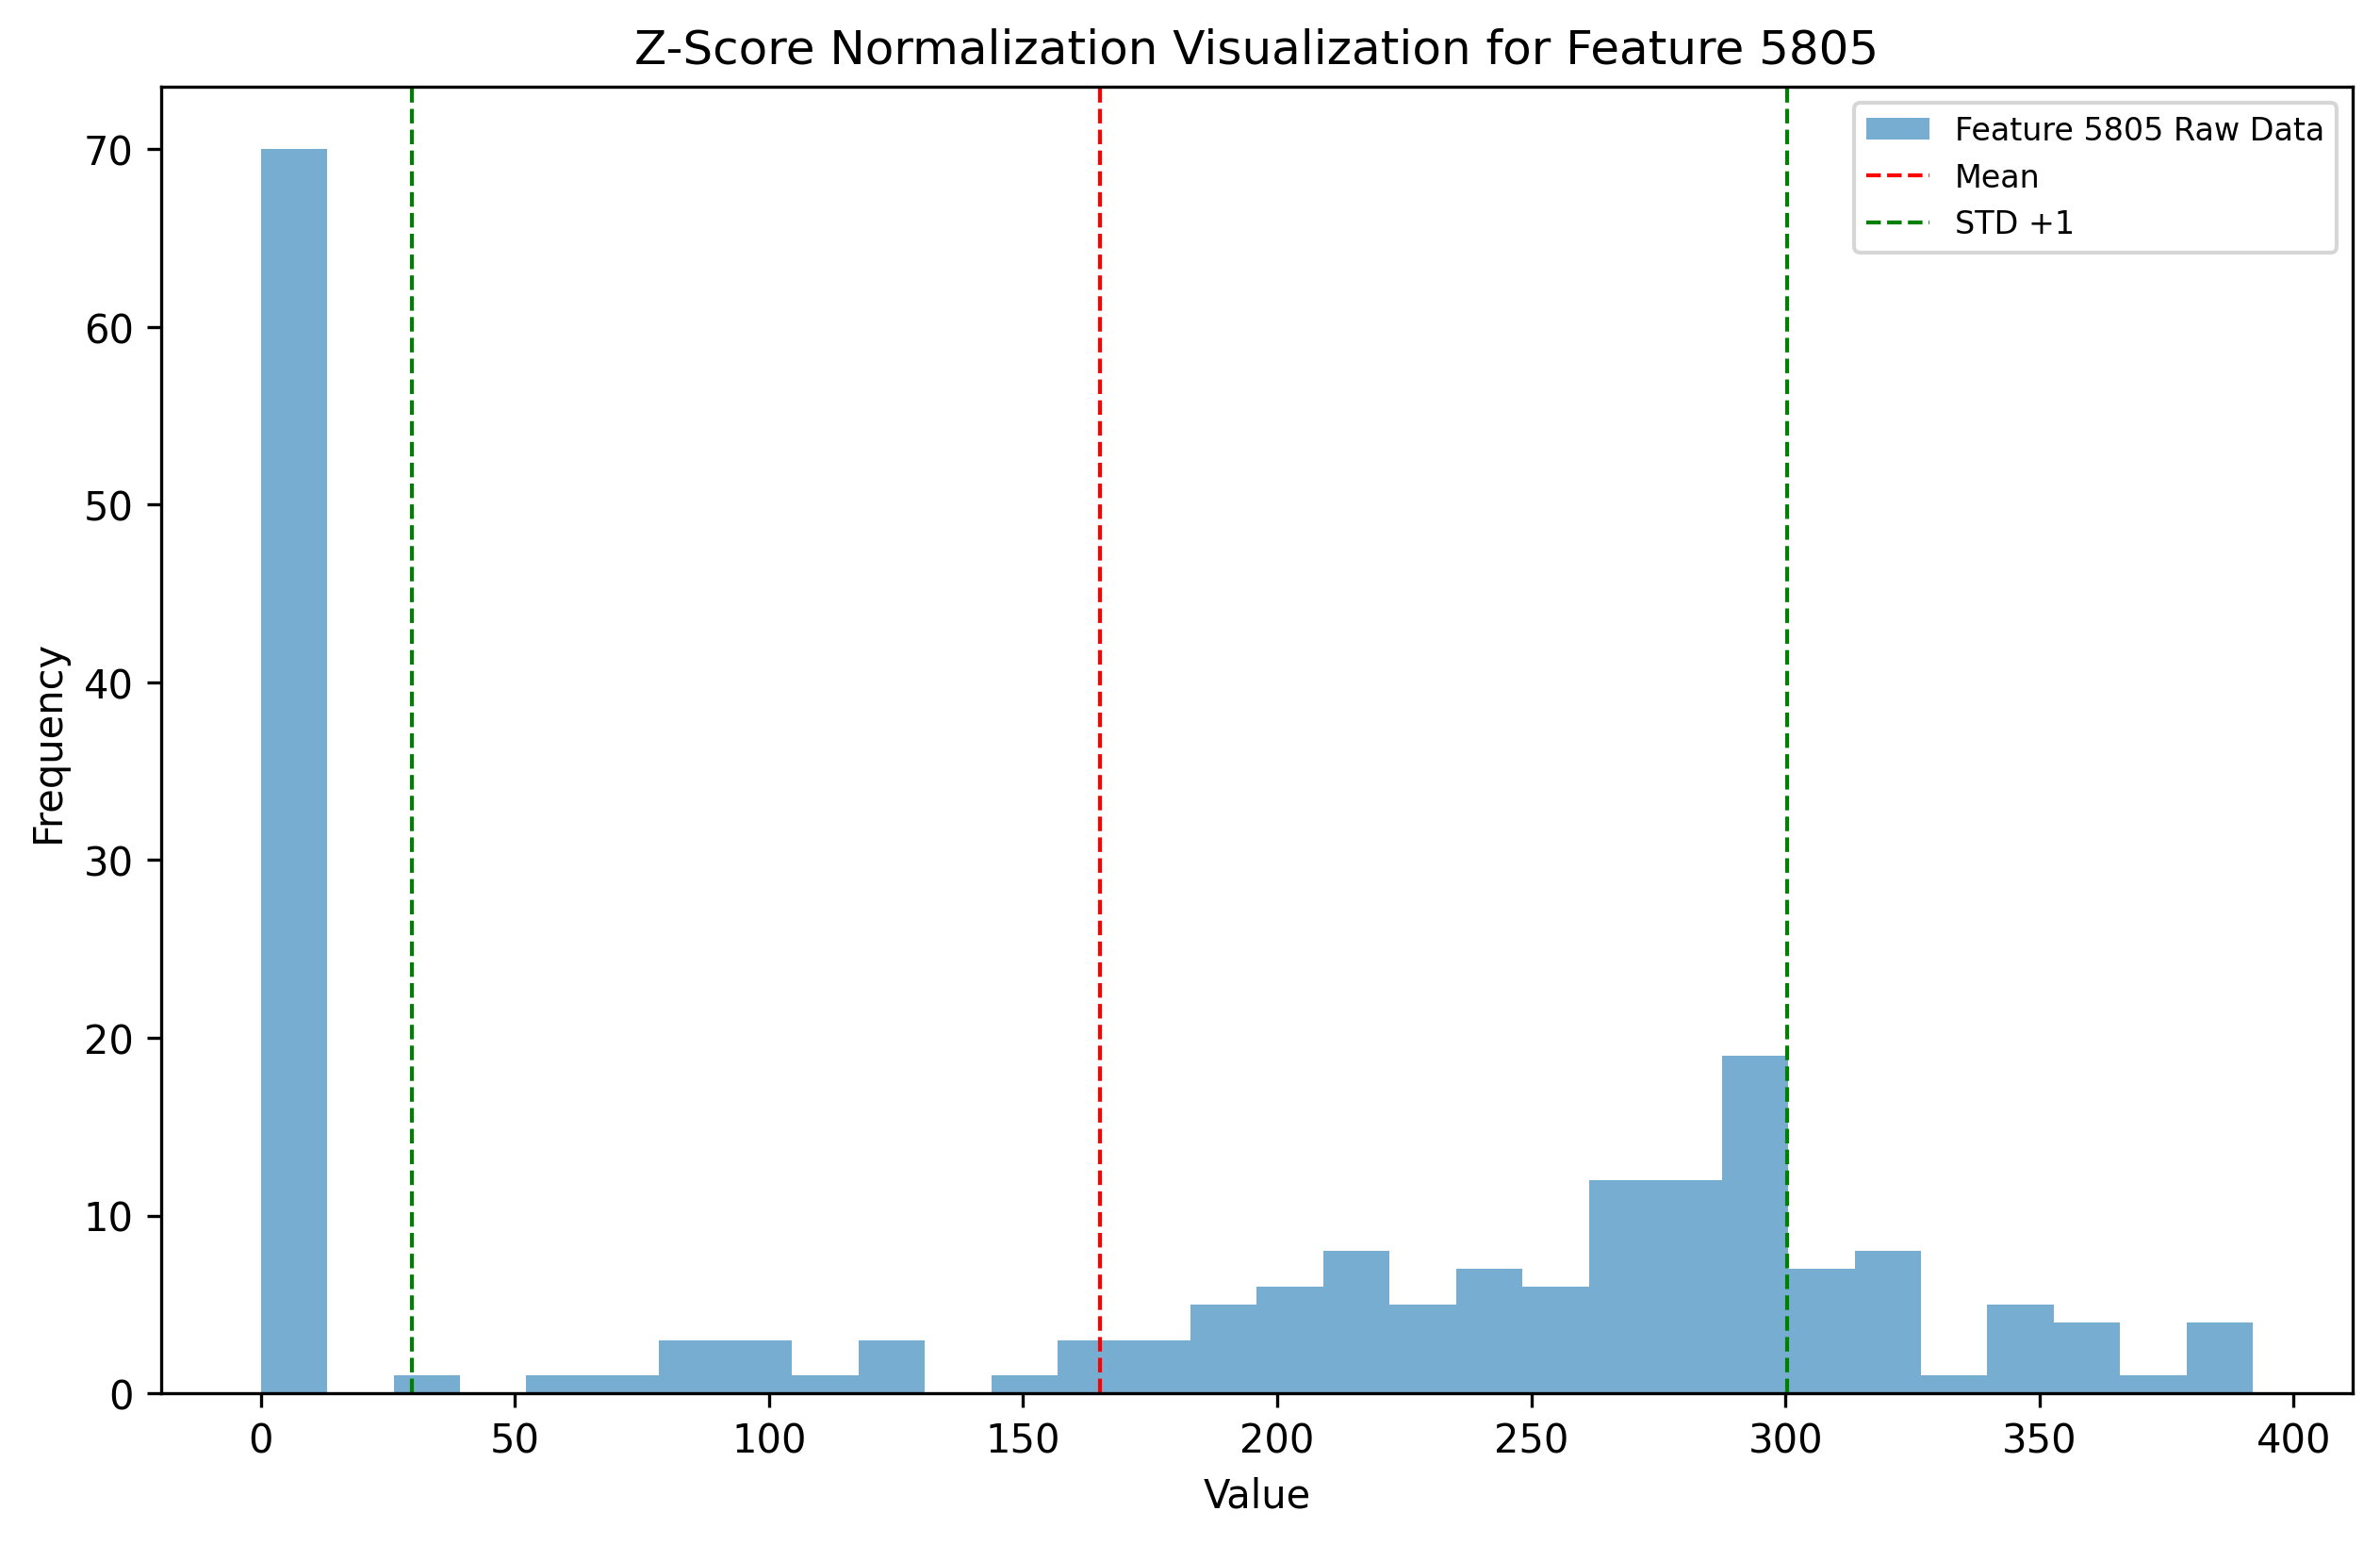 Z-Score Normalization Visualization for Feature 5805
Feature 5805 Raw Data
Mean
STD +1
70
60
50
40
30
20
10
0
Frequency
0 50 100 150 200 250 300 350 400
Value